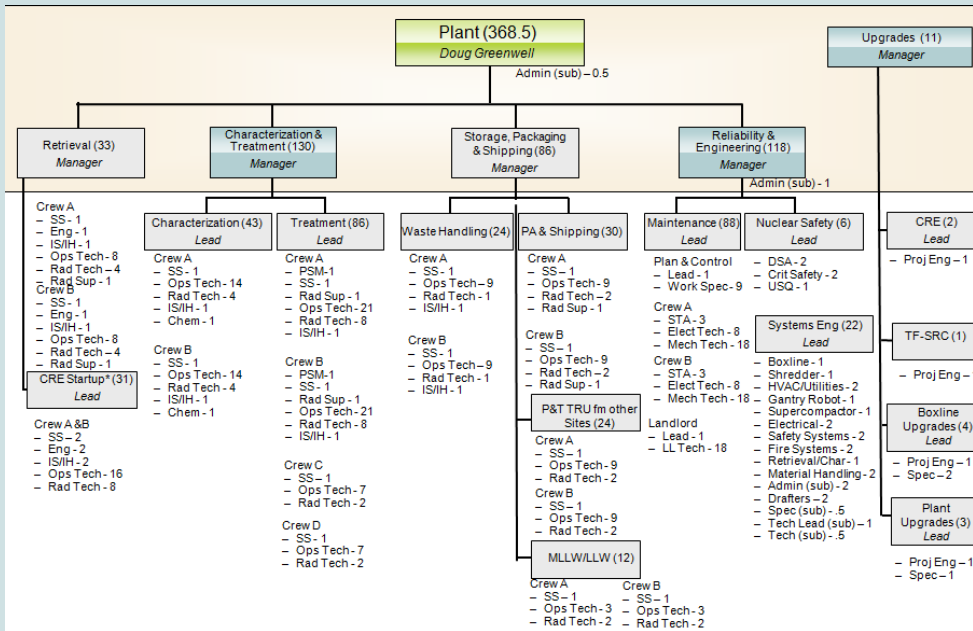 Plant (368.5)
Doug Greenwell
Admin (sub) – 0.5
Upgrades (11)
Manager
Retrieval (33)
Manager
Characterization &
Treatment (130)
Manager
Storage, Packaging
& Shipping (86)
Manager
Reliability &
Engineering (118)
Manager
Admin (sub) - 1
Crew A
– SS - 1
– Eng - 1
– IS/IH - 1
– Ops Tech - 8
– Rad Tech – 4
– Rad Sup - 1
Crew B
– SS - 1
– Eng - 1
– IS/IH - 1
– Ops Tech - 8
– Rad Tech – 4
– Rad Sup - 1
CRE Startup* (31)
Lead
Crew A&B
– SS – 2
– Eng - 2
– IS/IH - 2
– Ops Tech - 16
– Rad Tech - 8
Characterization (43)
Lead
Crew A
– SS - 1
– Ops Tech - 14
– Rad Tech - 4
– IS/IH - 1
– Chem - 1
Crew B
– SS - 1
– Ops Tech - 14
– Rad Tech - 4
– IS/IH - 1
– Chem - 1
Treatment (86)
Lead
Crew A
– PSM-1
– SS - 1
– Rad Sup - 1
– Ops Tech - 21
– Rad Tech - 8
– IS/IH - 1
Crew B
– PSM-1
– SS - 1
– Rad Sup - 1
– Ops Tech - 21
– Rad Tech - 8
– IS/IH - 1
Crew C
– SS – 1
– Ops Tech - 7
– Rad Tech - 2
Crew D
– SS - 1
– Ops Tech - 7
– Rad Tech - 2
Waste Handling (24)
Crew A
– SS - 1
– Ops Tech – 9
– Rad Tech - 1
– IS/IH - 1
Crew B
– SS - 1
– Ops Tech – 9
– Rad Tech - 1
– IS/IH - 1
PA & Shipping (30)
Crew A
– SS – 1
– Ops Tech - 9
– Rad Tech – 2
– Rad Sup - 1
Crew B
– SS – 1
– Ops Tech - 9
– Rad Tech – 2
– Rad Sup - 1
P&T TRU fm other
Sites (24)
Crew A
– SS – 1
– Ops Tech - 9
– Rad Tech – 2
Crew B
– SS – 1
– Ops Tech - 9
– Rad Tech – 2
MLLW/LLW (12)
Crew A
– SS – 1
– Ops Tech – 3
– Rad Tech – 2
Crew B
– SS – 1
– Ops Tech – 3
– Rad Tech – 2
Maintenance (88)
Lead
Plan & Control
– Lead - 1
– Work Spec- 9
Crew A
– STA - 3
– Elect Tech - 8
– Mech Tech - 18
Crew B
– STA - 3
– Elect Tech - 8
– Mech Tech - 18
Landlord
– Lead - 1
– LL Tech - 18
Nuclear Safety (6)
Lead
– DSA - 2
– Crit Safety - 2
– USQ - 1
Systems Eng (22)
Lead
– Boxline - 1
– Shredder - 1
– HVAC/Utilities - 2
– Gantry Robot - 1
– Supercompactor - 1
– Electrical - 2
– Safety Systems - 2
– Fire Systems - 2
– Retrieval/Char - 1
– Material Handling - 2
– Admin (sub) - 2
– Drafters - 2
– Spec (sub) - .5
– Tech Lead (sub) – 1
– Tech (sub) - .5
CRE (2)
Lead
– Proj Eng – 1
TF-SRC (1)
– Proj Eng - 1
Boxline
Upgrades (4)
Lead
– Proj Eng - 1
– Spec – 2
Plant
Upgrades (3)
Lead
– Proj Eng – 1
– Spec – 1